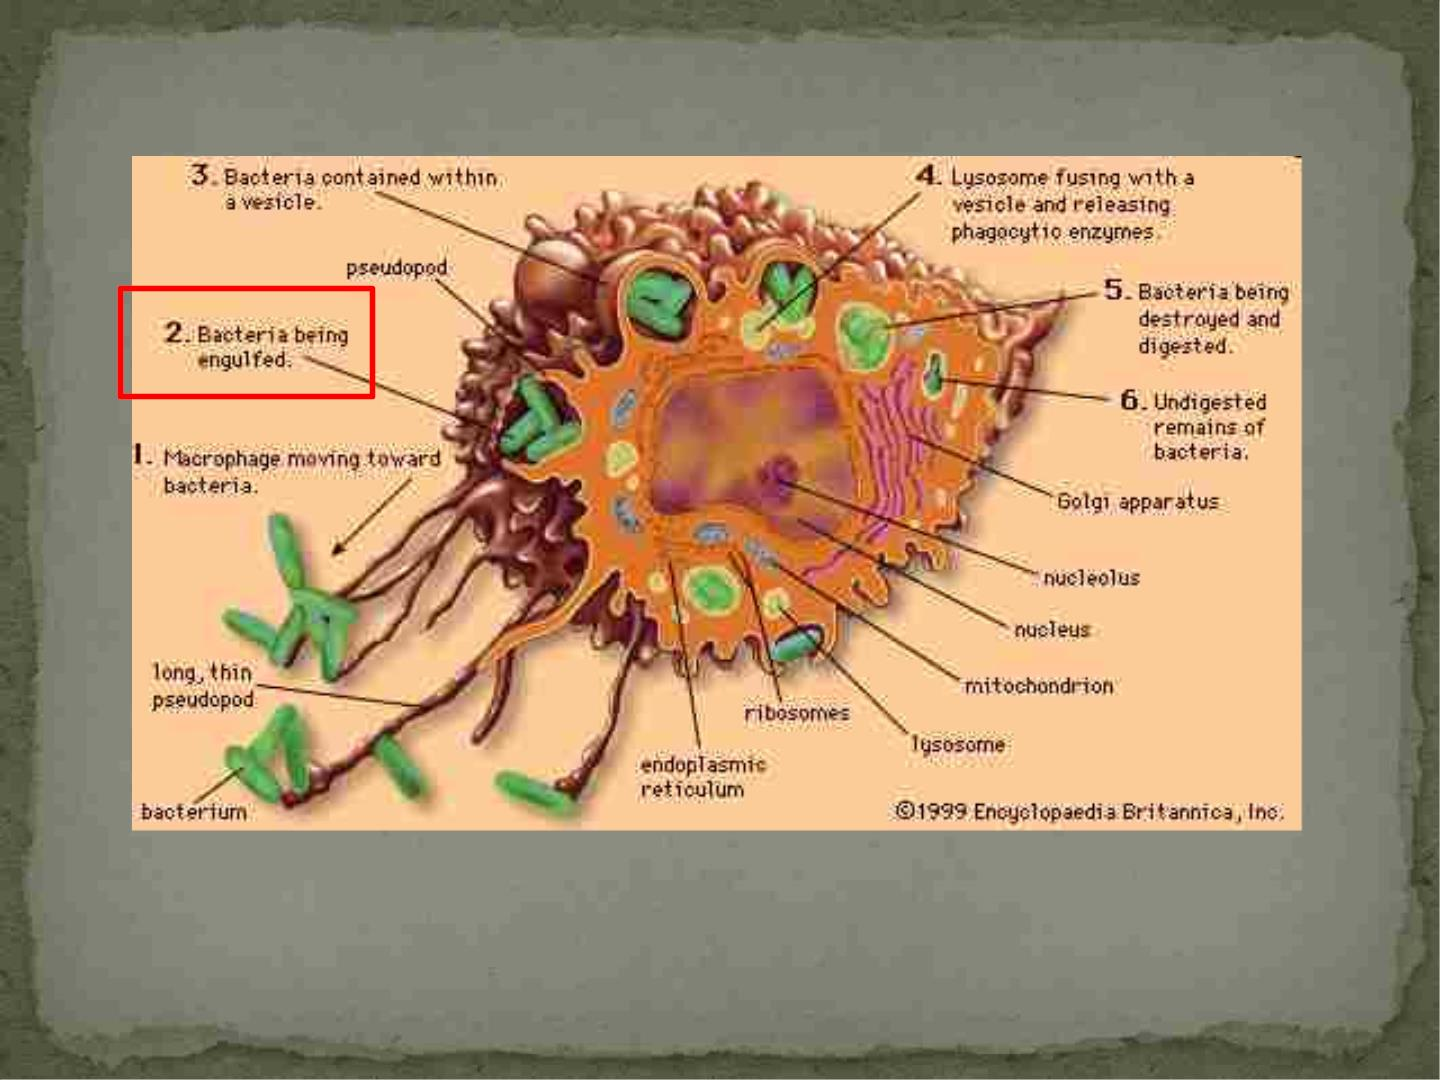 3. Bacteria contained within
a vesicle.
4. Lysosome fusing with a
vesicle and releasing
phagocytic enzymes.
pseudopod
5. Bacteria being
destroyed and
digested.
2. Bacteria being
engulfed.
6. Undigested
remains of
bacteria.
1. Macrophage moving toward
bacteria.
Golgi apparatus
nucleolus
nucleus
long, thin
pseudopod
mitochondrion
ribosomes
lysosome
endoplasmic
reticulum
bacterium
©1999 Encyclopaedia Britannica, Inc.